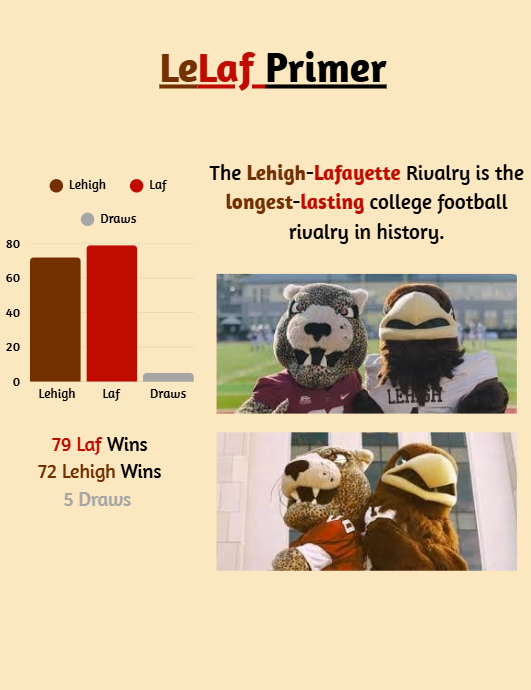 LeLaf Primer
The Lehigh-Lafayette Rivalry is the
longest-lasting college football
rivalry in history.
Lehigh
Laf
Draws
80
60
40
20
0
Lehigh
Laf
Draws
79 Laf Wins
72 Lehigh Wins
5 Draws
LEHIGH